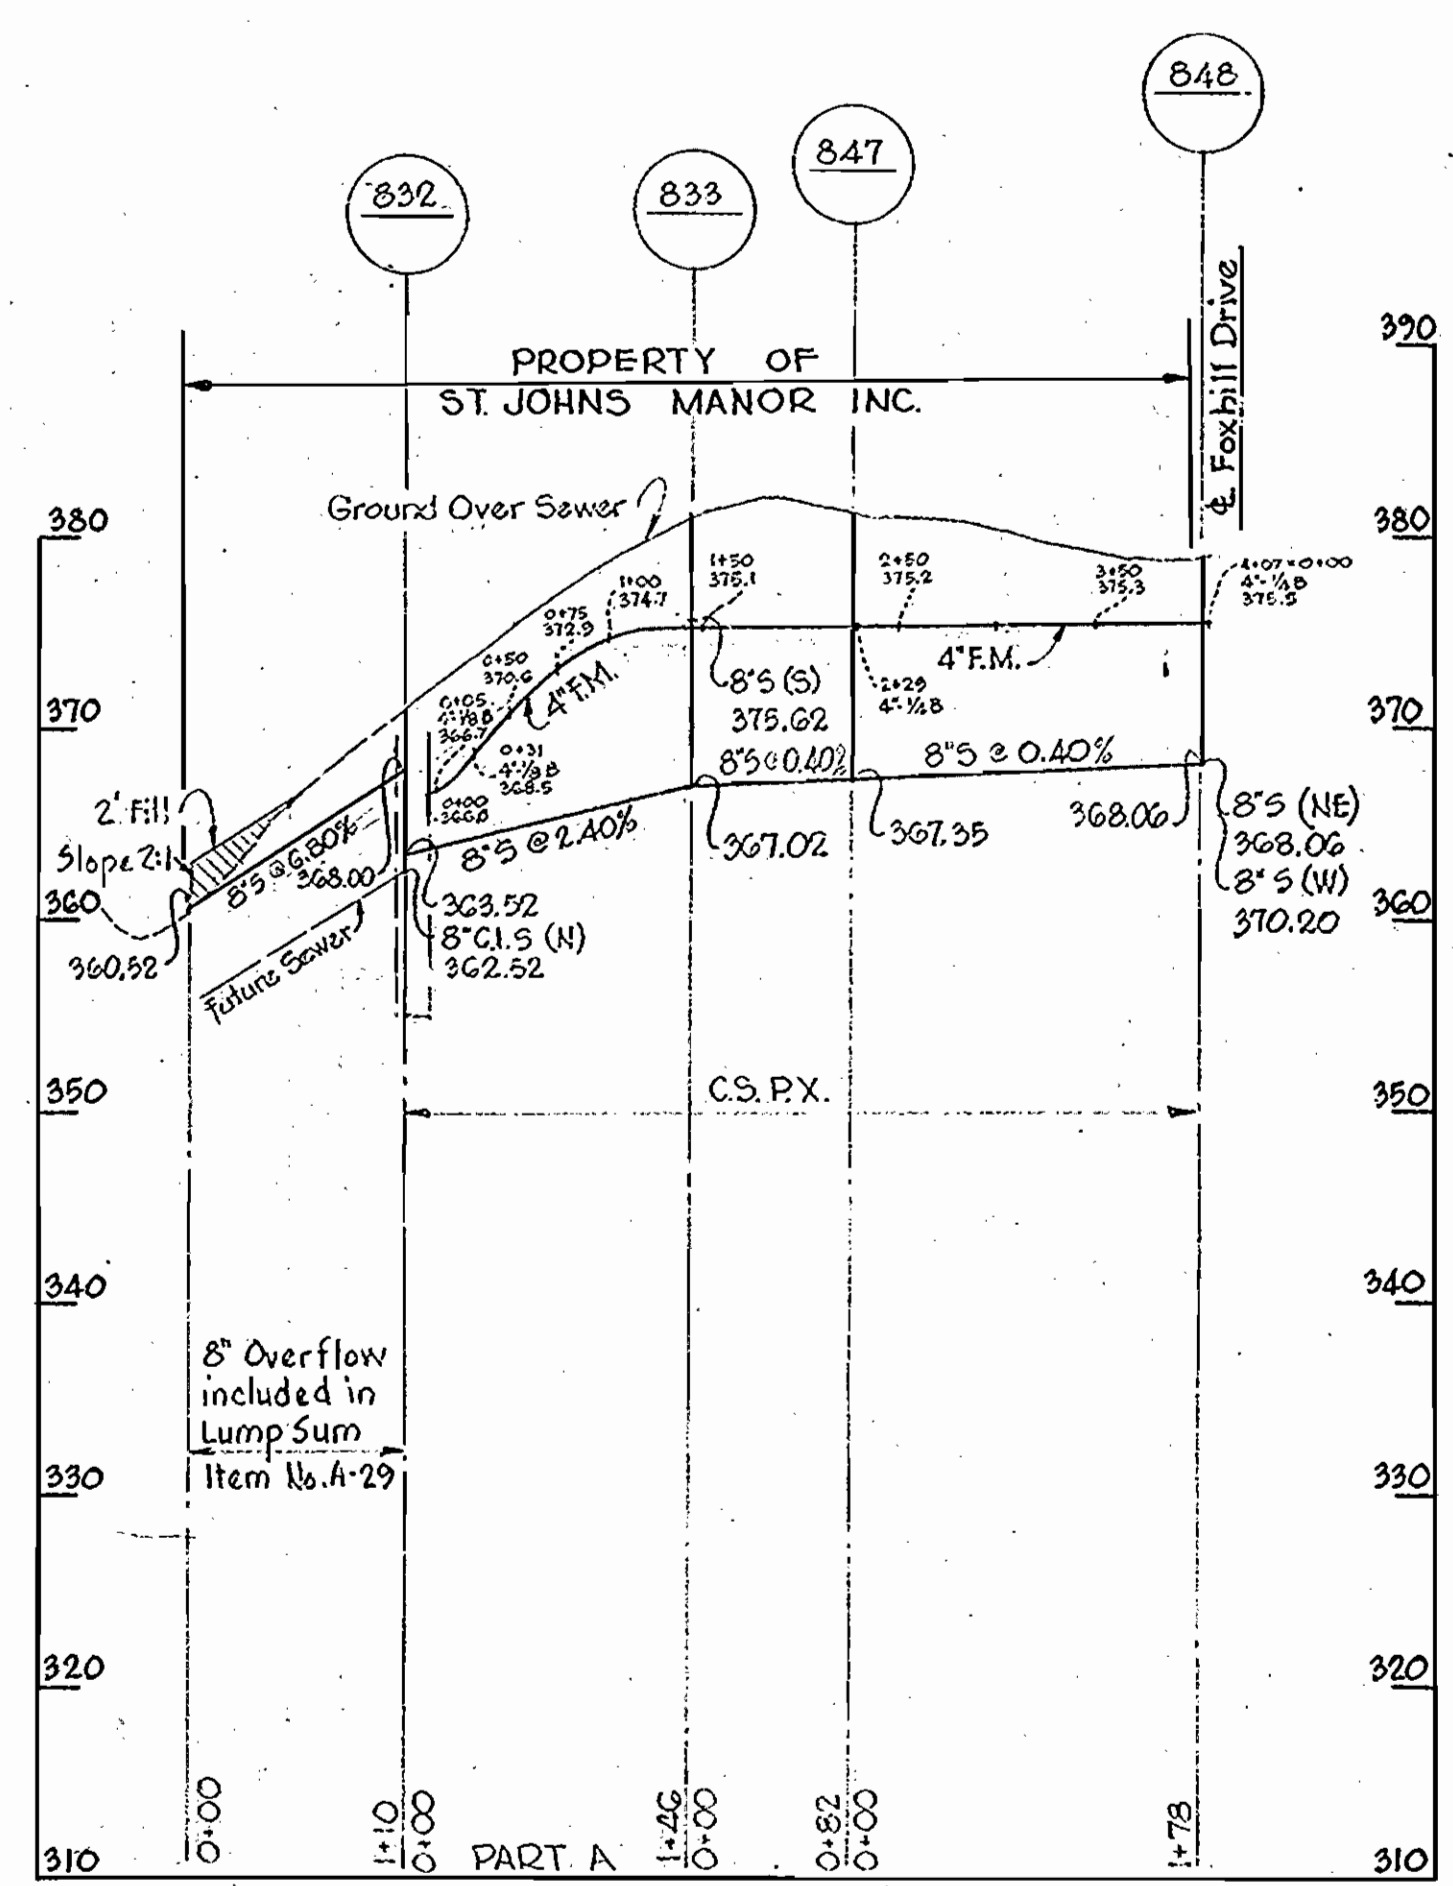 848
847
832
833
PROPERTY OF
ST. JOHNS MANOR INC.
℄ Foxhill Drive
390
Ground Over Sewer
380
380
1+50
375.1
2+50
375.2
3+50
375.3
4+07=0+00
4"-⅛B
375.5
1+00
374.7
0+75
372.9
0+50
370.6
0+05
4"-⅛B
366.7
4"F.M.
4"F.M.
8"S (S)
375.62
2+29
4"-
370
370
0+31
4"-⅛B
368.5
0+00
8"S@0.40%
8"S @ 0.40%
2' Fill
Slope 2:1
8"S @ 6.80%
368.00
8"S @ 2.40%
367.02
367.35
368.06
8"S (NE)
368.06
8"S (W)
370.20
360
360
360.52
Future Sewer
363.52
8"C.I.S (N)
362.52
350
C.S.P.X.
350
340
340
8" Overflow
included in
Lump Sum
Item No. A-29
330
330
320
320
0+00
1+10
0+00
1+46
0+00
0+82
0+00
1+78
310
PART A
310